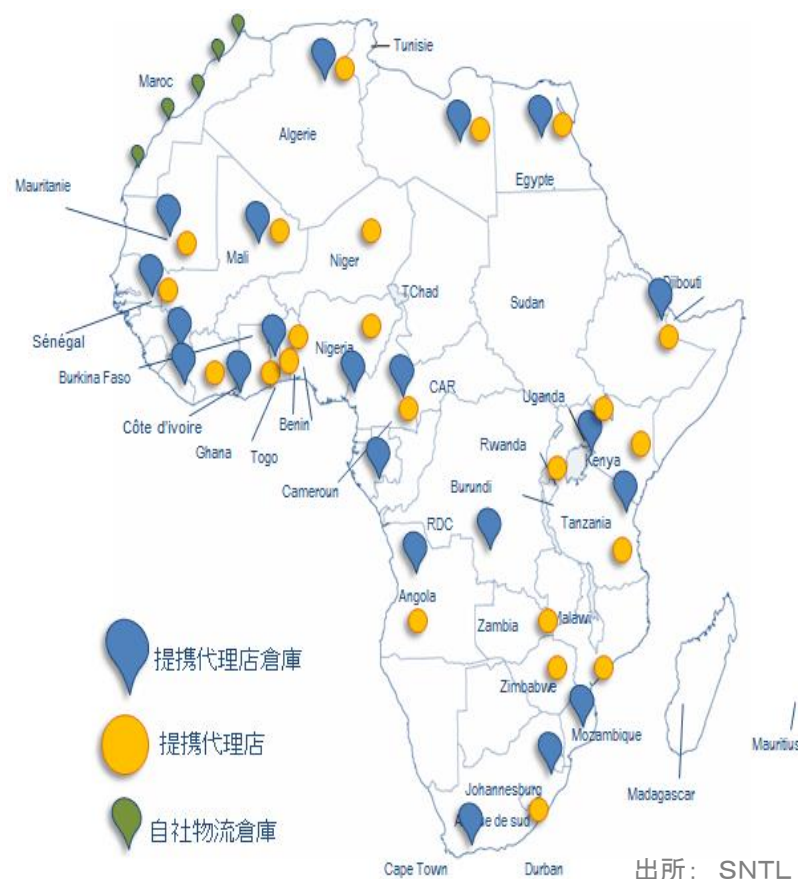 Tunisie
Maroc
Algerie
Egypte
Mauritanie
Mali
Niger
TChad
Sudan
Djibouti
Sénégal
Nigeria
Burkina Faso
CAR
Uganda
Côte d'ivoire
Benin
Ghana
Togo
Rwanda
Kenya
Cameroun
Burundi
RDC
Tanzania
Angola
Zambia
Malawi
提携代理店倉庫
Zimbabwe
Mozambique
提携代理店
Mauritius
Johannesburg
Madagascar
自社物流倉庫
de sud
Cape Town
Durban
出所： SNTL